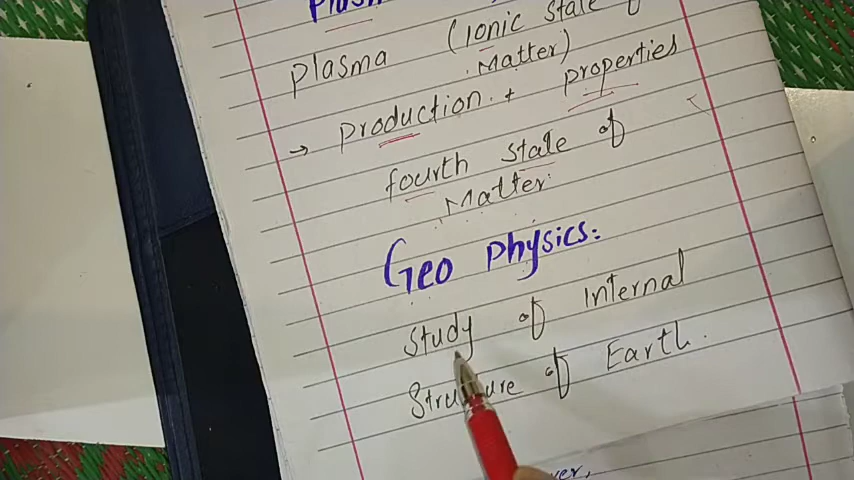 plasma (ionic state of
Matter)
→ production + properties
fourth state of
Matter.
Geo physics:
study of internal
structure of Earth.